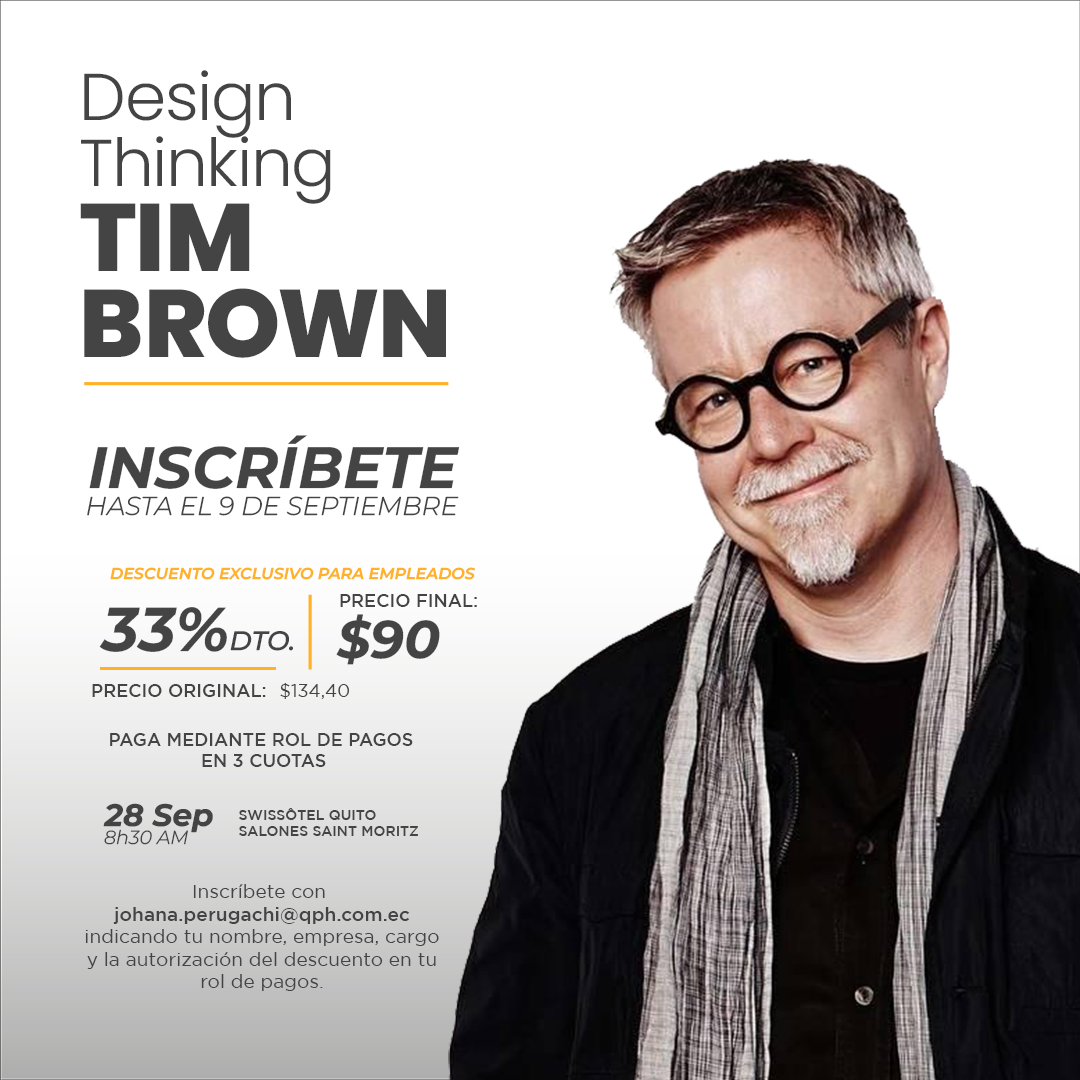 Design
Thinking
TIM
BROWN
INSCRÍBETE
HASTA EL 9 DE SEPTIEMBRE
DESCUENTO EXCLUSIVO PARA EMPLEADOS
33% DTO.
PRECIO FINAL:
$90
PRECIO ORIGINAL: $134,40
PAGA MEDIANTE ROL DE PAGOS
EN 3 CUOTAS
28 Sep
8h30 AM
SWISSÔTEL QUITO
SALONES SAINT MORITZ
Inscríbete con
johana.perugachi@qph.com.ec
indicando tu nombre, empresa, cargo
y la autorización del descuento en tu
rol de pagos.